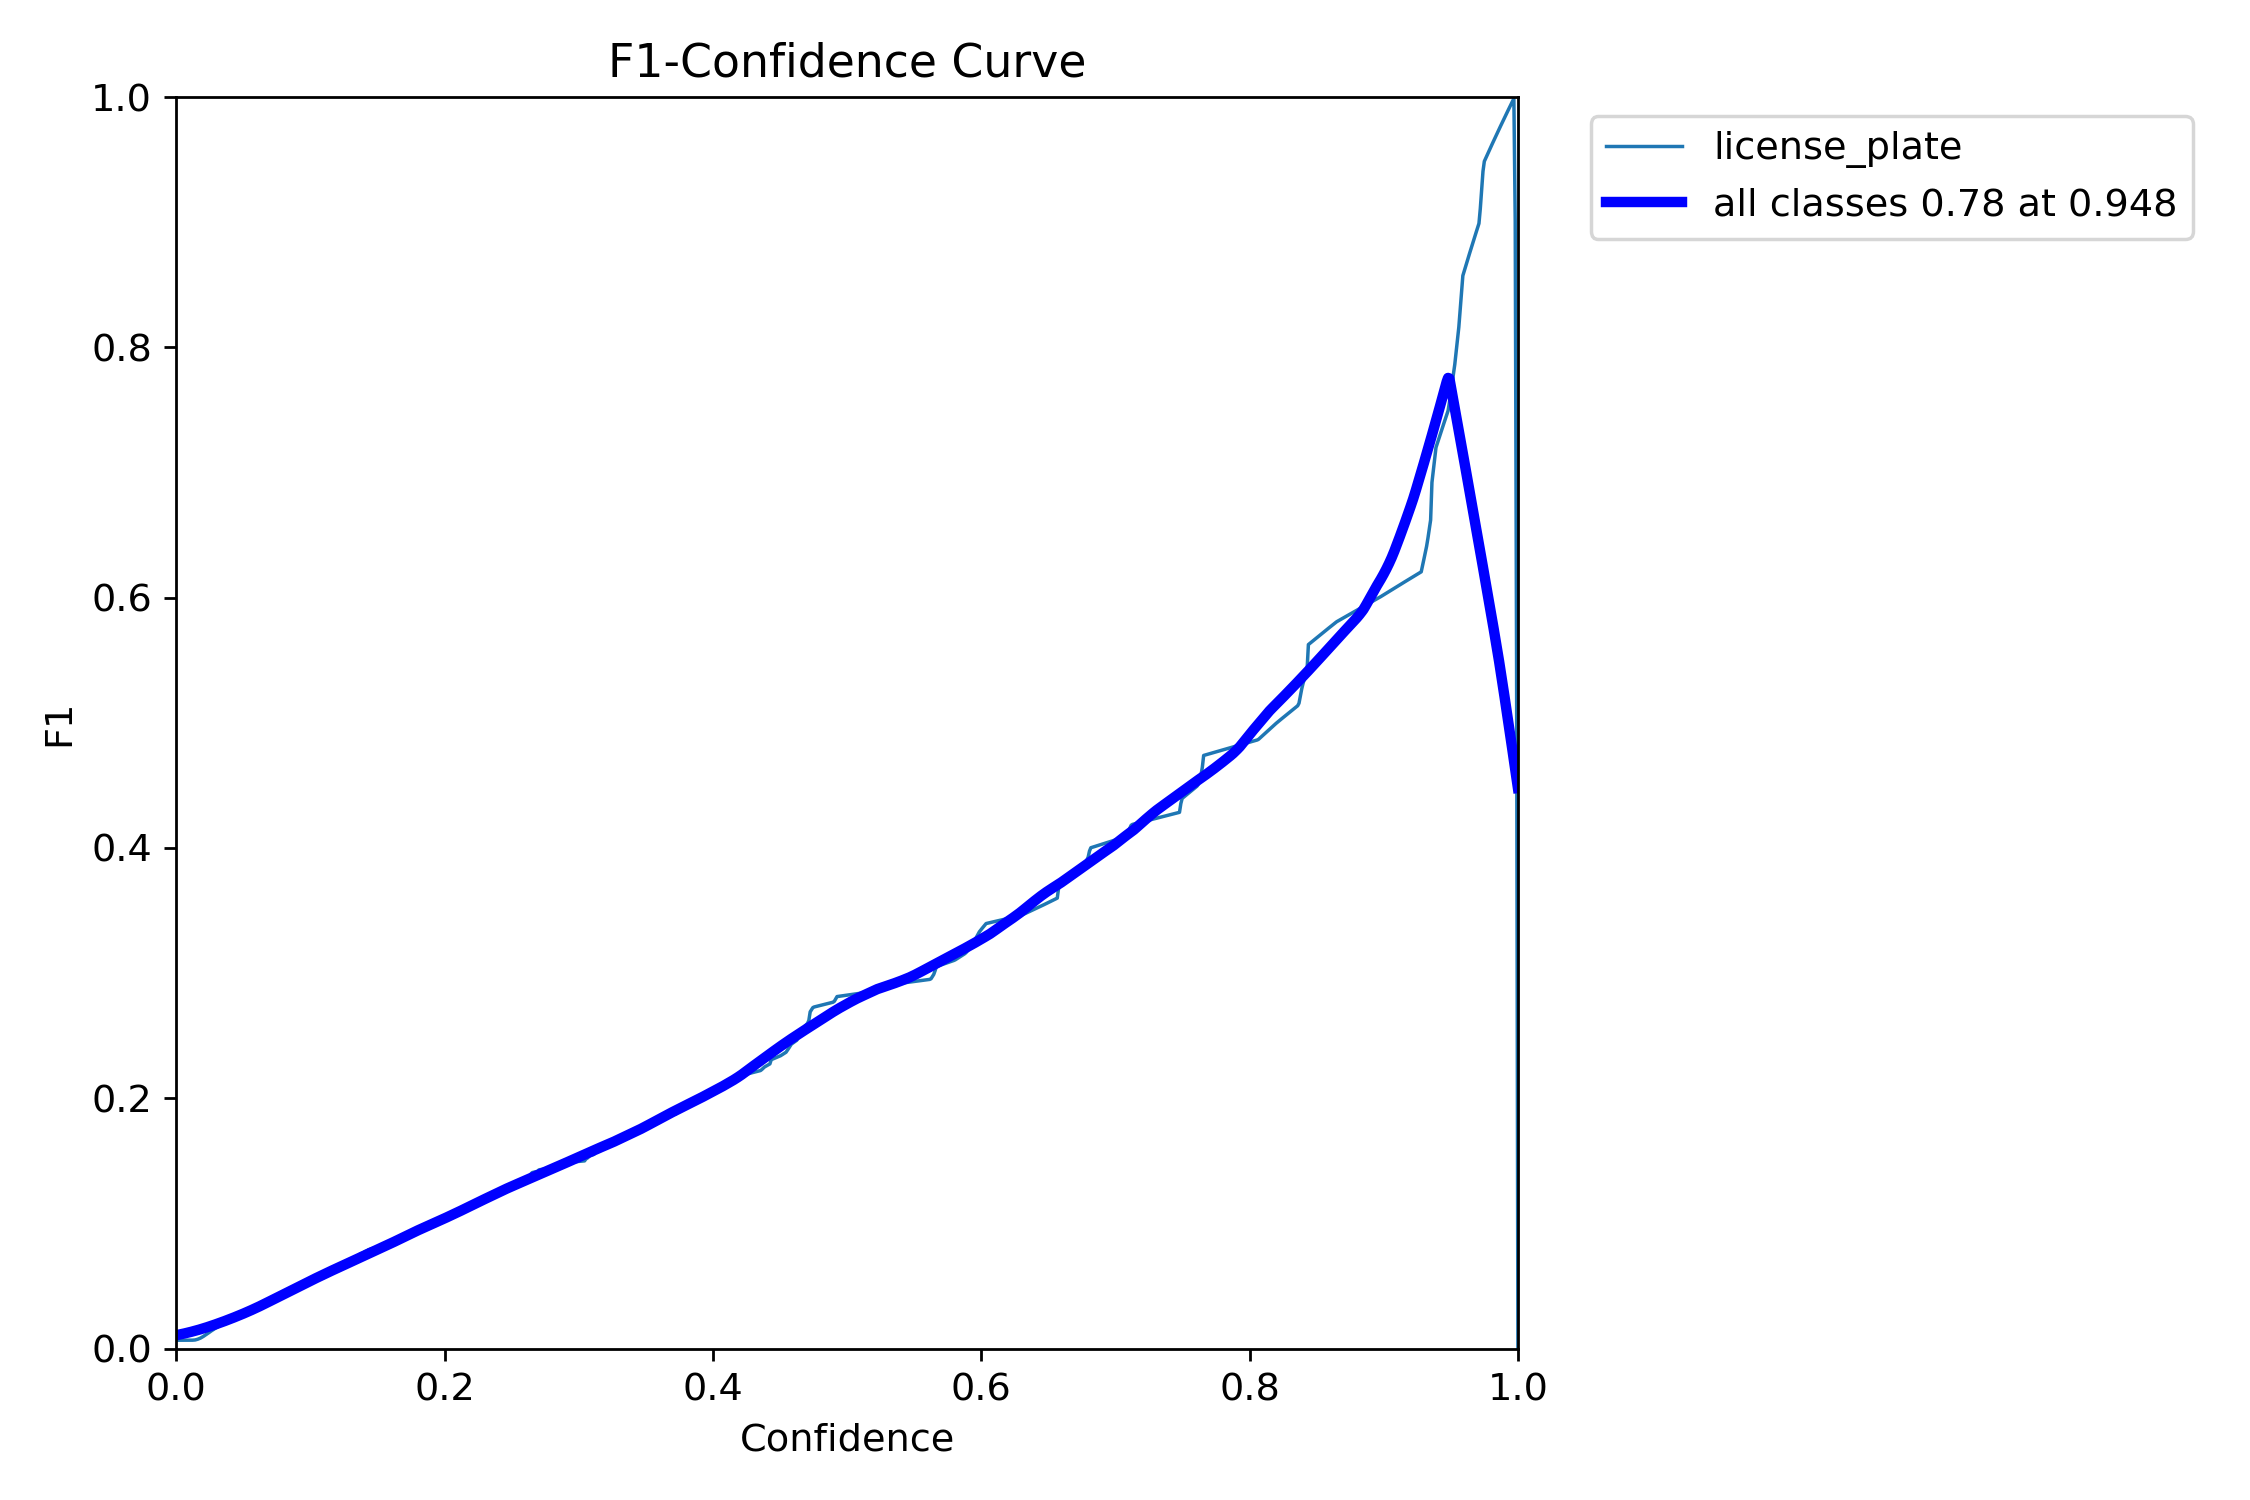 F1-Confidence Curve
1.0
0.8
0.6
0.4
0.2
0.0
F1
0.0 0.2 0.4 0.6 0.8 1.0
Confidence
license_plate
all classes 0.78 at 0.948